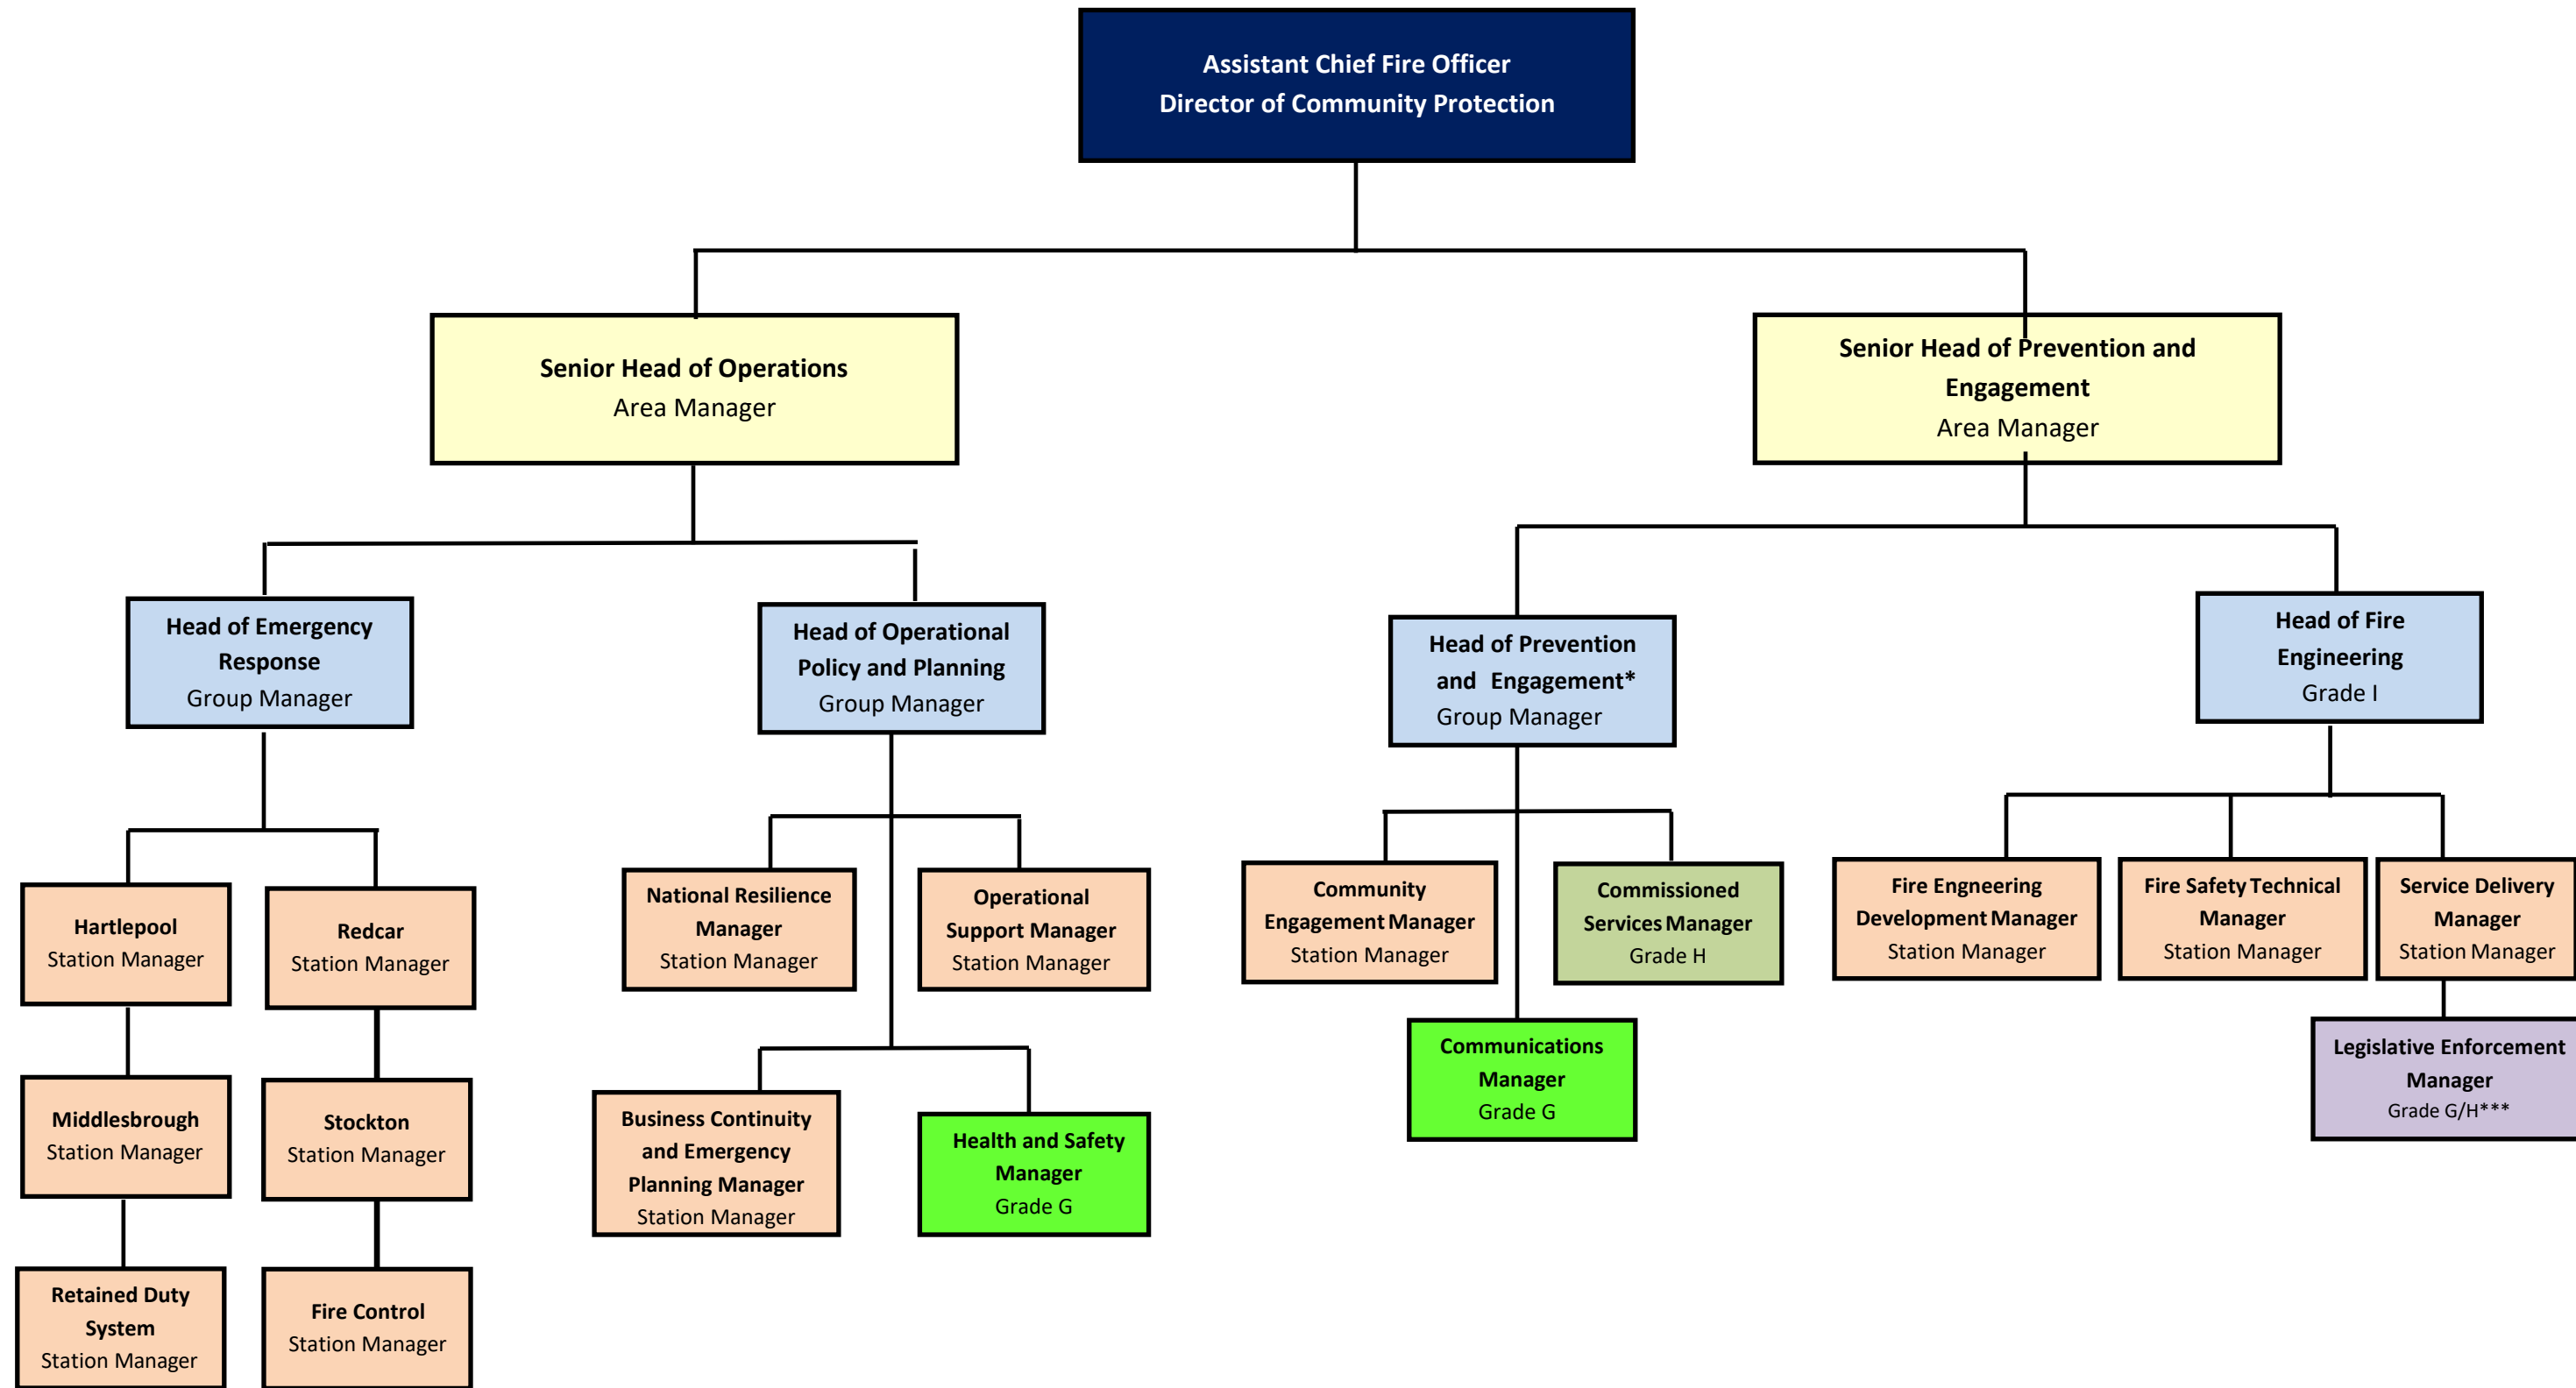 Assistant Chief Fire Officer
Director of Community Protection
Senior Head of Operations
Area Manager
Senior Head of Prevention and
Engagement
Area Manager
Head of Emergency
Response
Group Manager
Head of Operational
Policy and Planning
Group Manager
Head of Prevention
and Engagement*
Group Manager
Head of Fire
Engineering
Grade I
Hartlepool
Station Manager
Redcar
Station Manager
National Resilience
Manager
Station Manager
Operational
Support Manager
Station Manager
Community
Engagement Manager
Station Manager
Commissioned
Services Manager
Grade H
Fire Engneering
Development Manager
Station Manager
Fire Safety Technical
Manager
Station Manager
Service Delivery
Manager
Station Manager
Middlesbrough
Station Manager
Stockton
Station Manager
Business Continuity
and Emergency
Planning Manager
Station Manager
Health and Safety
Manager
Grade G
Communications
Manager
Grade G
Legislative Enforcement
Manager
Grade G/H***
Retained Duty
System
Station Manager
Fire Control
Station Manager